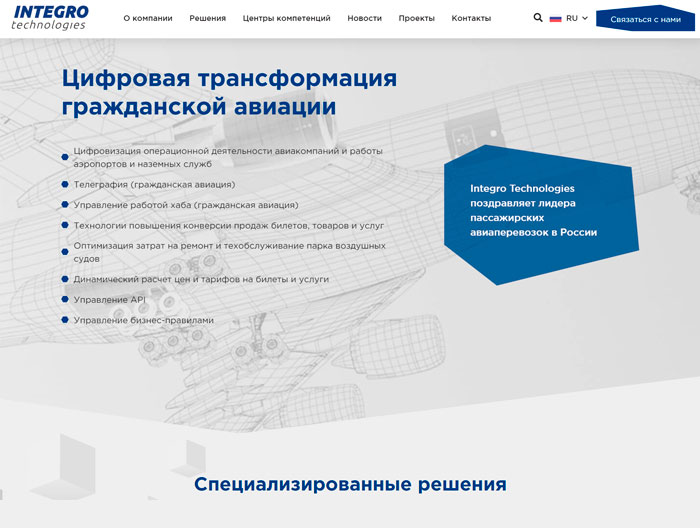 INTEGRO
technologies
О компании Решения Центры компетенций Новости Проекты Контакты RU Связаться с нами
Цифровая трансформация
гражданской авиации
Цифровизация операционной деятельности авиакомпаний и работы
аэропортов и наземных служб
Телеграфия (гражданская авиация)
Управление работой хаба (гражданская авиация)
Технологии повышения конверсии продаж билетов, товаров и услуг
Оптимизация затрат на ремонт и техобслуживание парка воздушных
судов
Динамический расчет цен и тарифов на билеты и услуги
Управление API
Управление бизнес-правилами
Integro Technologies
поздравляет лидера
пассажирских
авиаперевозок в России
Специализированные решения